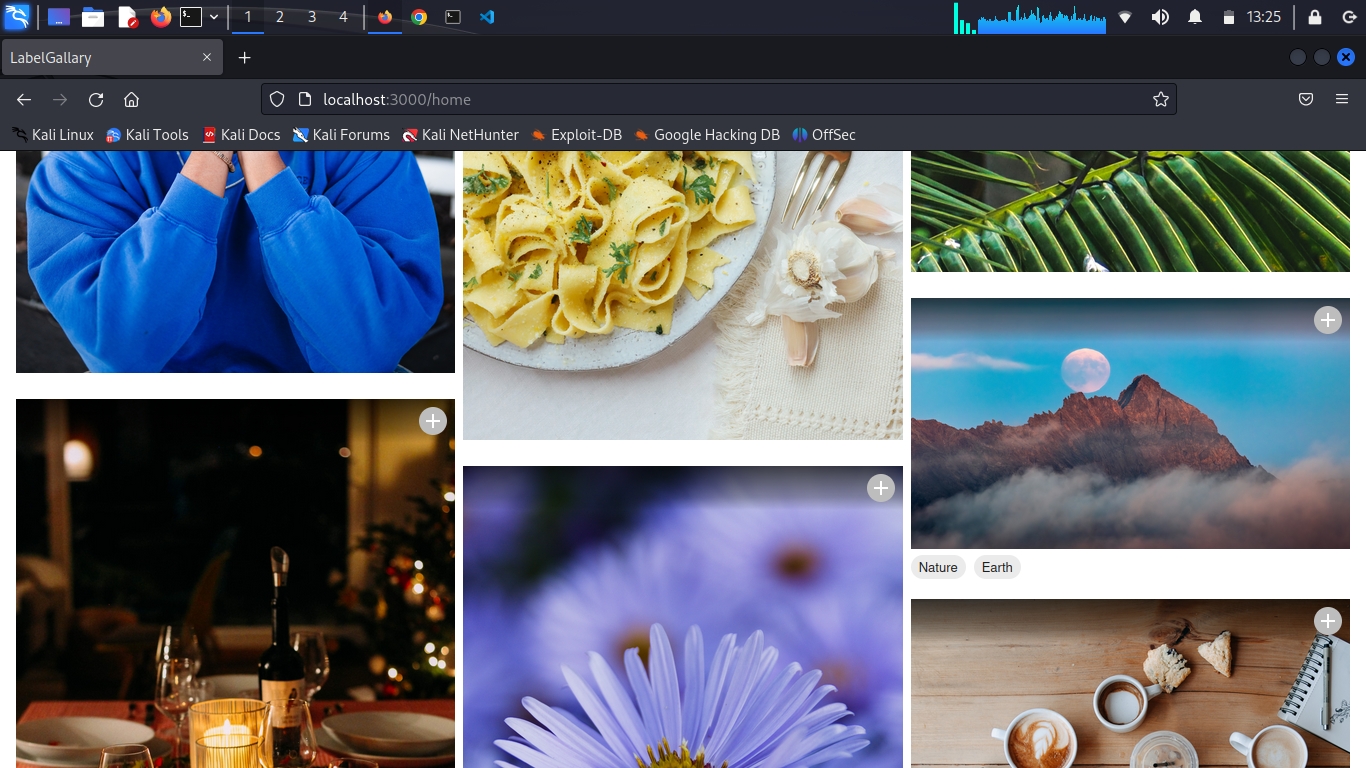 1 2 3 4 13:25
LabelGallary
localhost:3000/home
Kali Linux Kali Tools Kali Docs Kali Forums Kali NetHunter Exploit-DB Google Hacking DB OffSec
Nature Earth